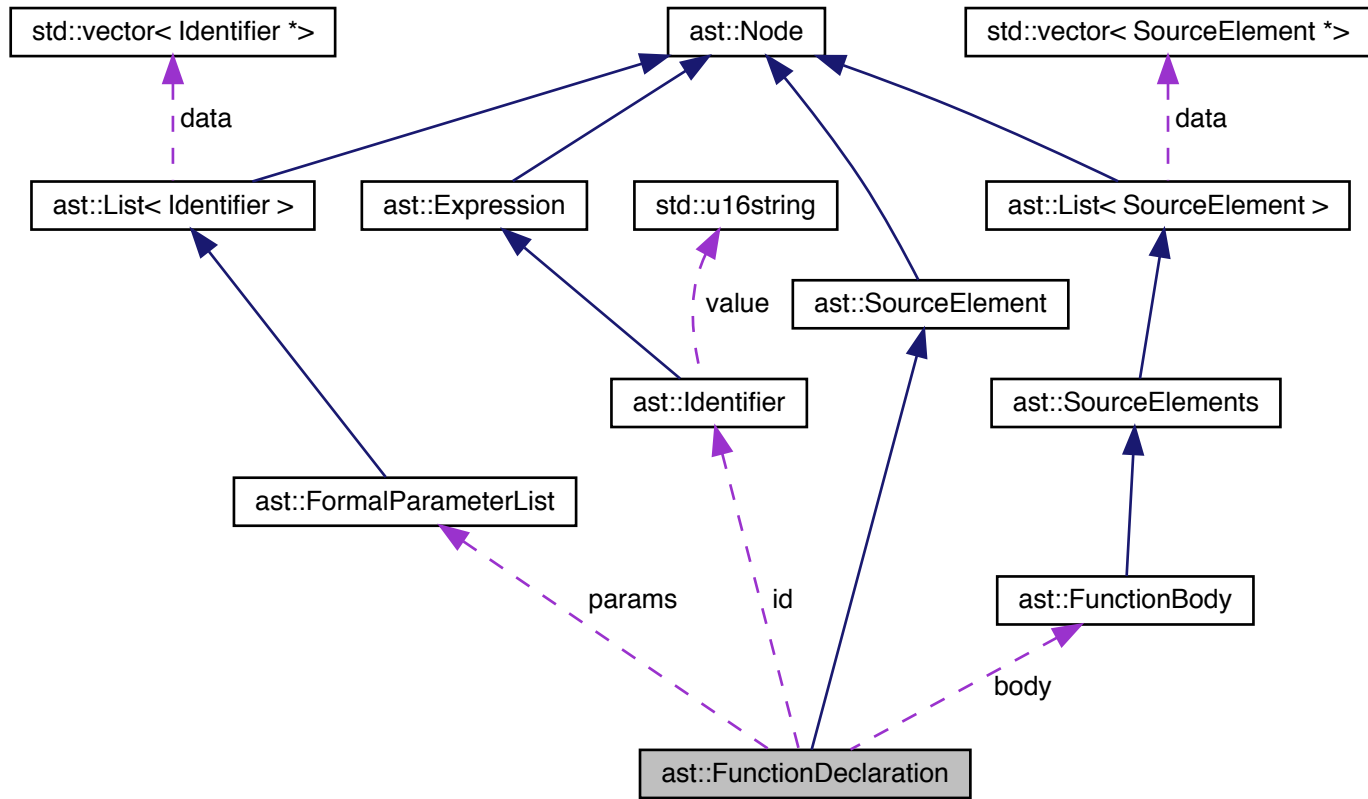 std::vector< Identifier *>
ast::Node
std::vector< SourceElement *>
data
data
ast::List< Identifier >
ast::Expression
std::u16string
ast::List< SourceElement >
value
ast::SourceElement
ast::Identifier
ast::SourceElements
ast::FormalParameterList
params
id
ast::FunctionBody
body
ast::FunctionDeclaration